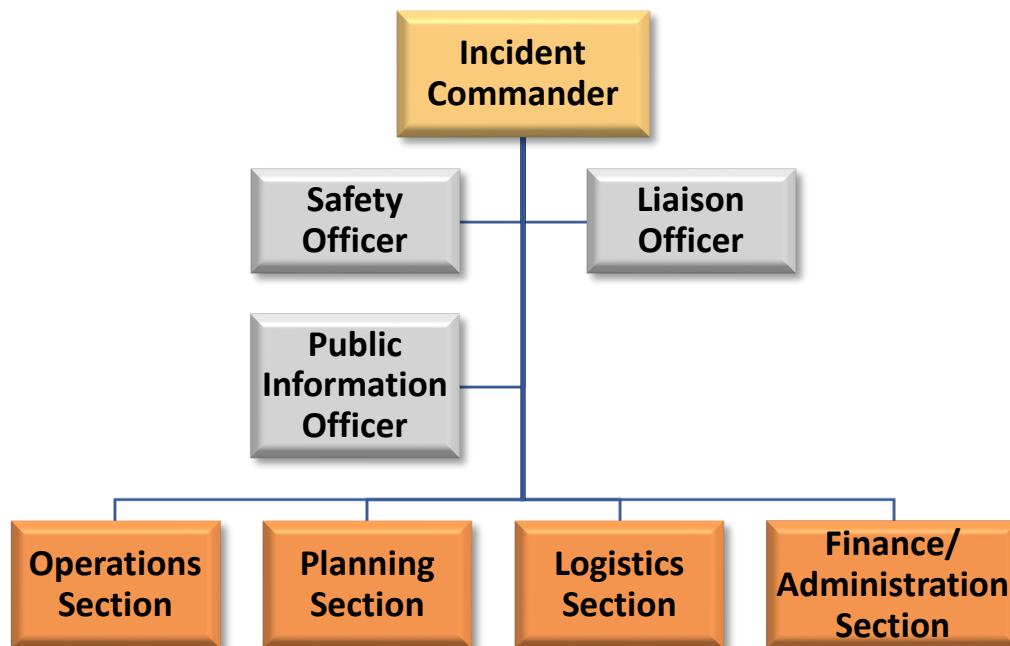 Incident
Commander
Safety
Officer
Liaison
Officer
Public
Information
Officer
Operations
Section
Planning
Section
Logistics
Section
Finance/
Administration
Section